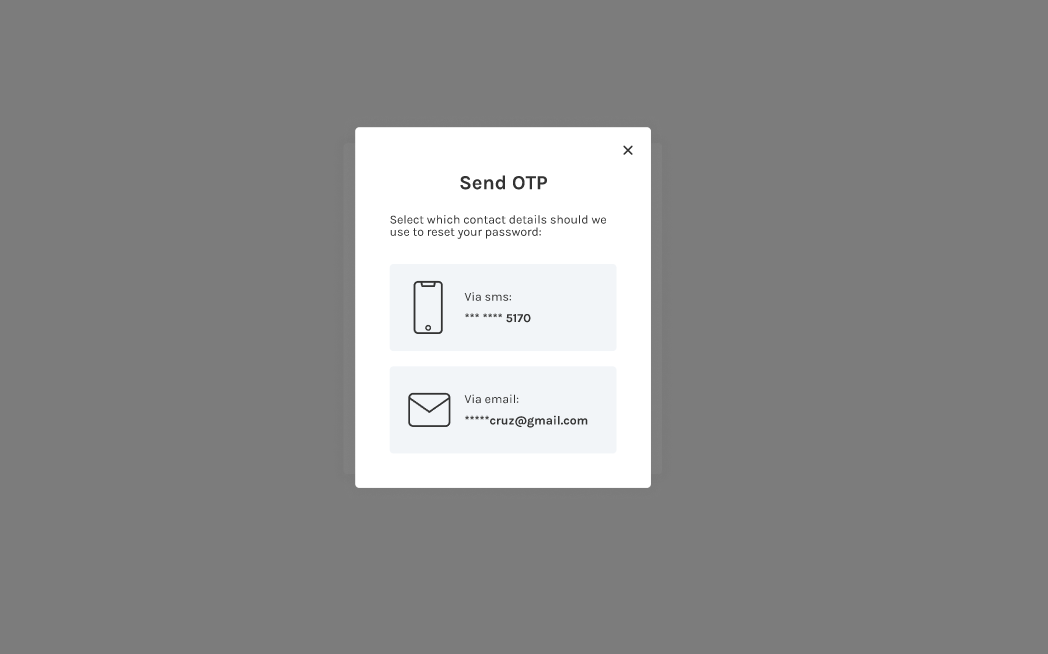 Send OTP
Select which contact details should we
use to reset your password:
Via sms:
*** **** 5170
Via email:
*****cruz@gmail.com